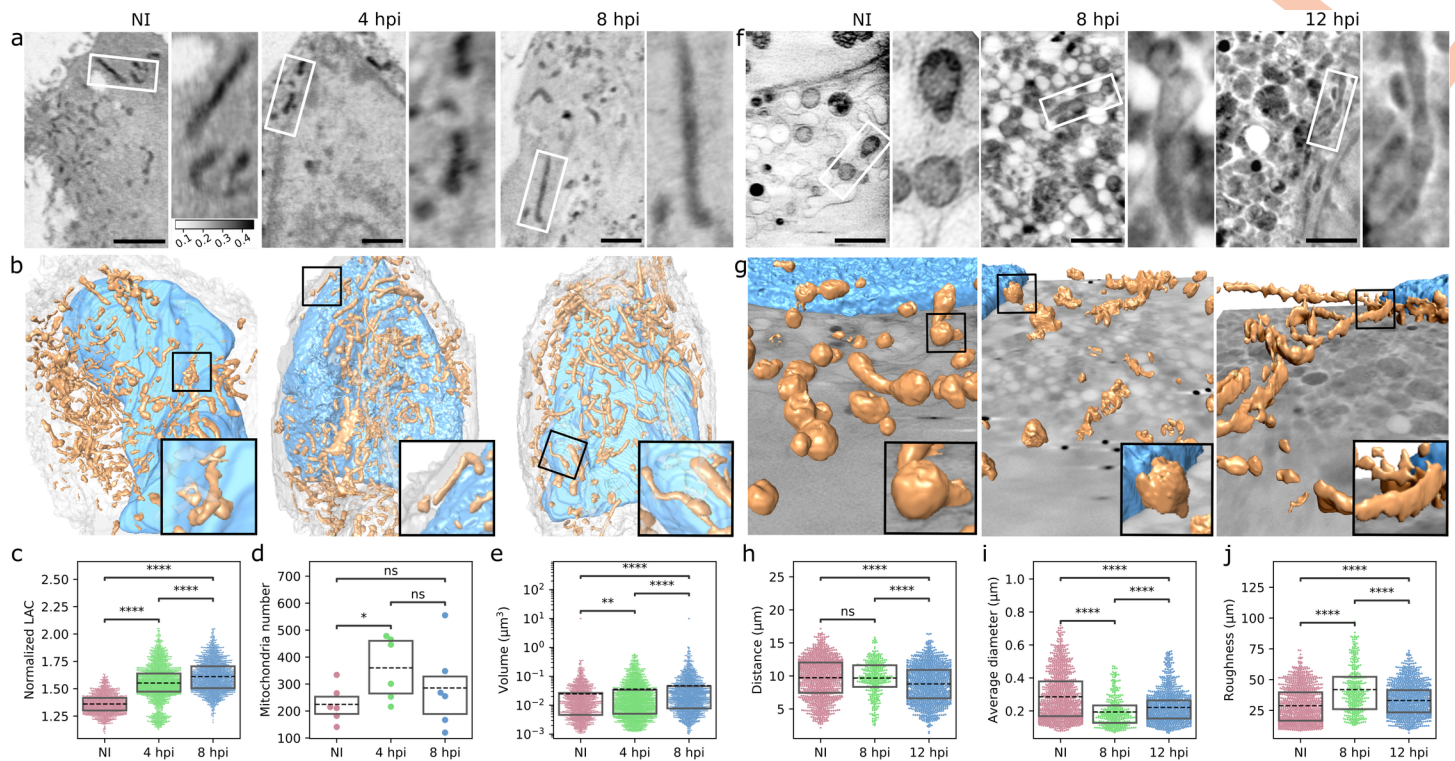 NI 4 hpi 8 hpi NI 8 hpi 12 hpi
a f
0.1 0.2 0.3 0.4
b g
c d e h i j
Normalized LAC
2.50
2.25
2.00
1.75
1.50
1.25
**** **** ****
NI 4 hpi 8 hpi
Mitochondria number
700
600
500
400
300
200
100
ns ns *
NI 4 hpi 8 hpi
Volume (µm³)
10²
10¹
10⁰
10⁻¹
10⁻²
10⁻³
**** **** **
NI 4 hpi 8 hpi
Distance (µm)
25
20
15
10
5
**** **** ns
NI 8 hpi 12 hpi
Average diameter (µm)
1.0
0.8
0.6
0.4
0.2
**** **** ****
NI 8 hpi 12 hpi
Roughness (µm)
125
100
75
50
25
**** **** ****
NI 8 hpi 12 hpi